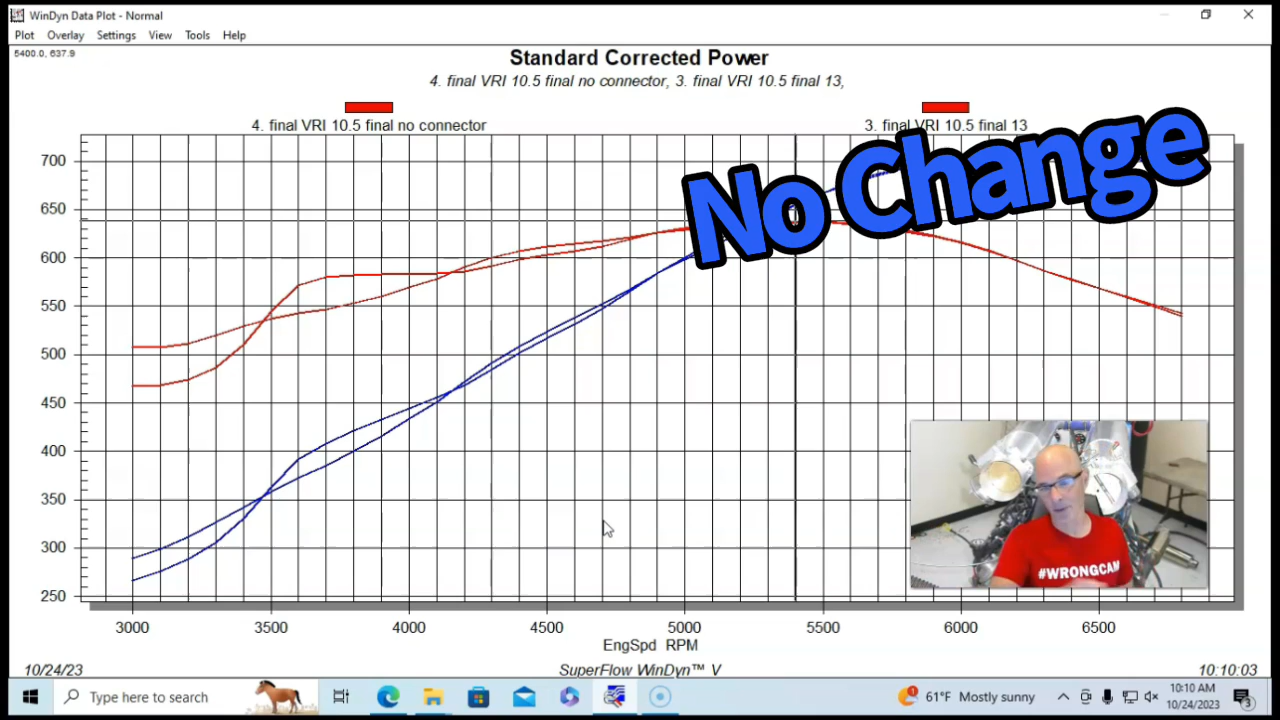 WinDyn Data Plot - Normal
Plot Overlay Settings View Tools Help
5400.0, 637.9
Standard Corrected Power
4. final VRI 10.5 final no connector, 3. final VRI 10.5 final 13,
4. final VRI 10.5 final no connector
3. final VRI 10.5 final 13
No Change
700
650
600
550
500
450
400
350
300
250
3000 3500 4000 4500 5000 5500 6000 6500
EngSpd RPM
#WRONGCAM
10/24/23 SuperFlow WinDyn™ V 10:10:03
Type here to search
61°F Mostly sunny
10:10 AM
10/24/2023
1
3